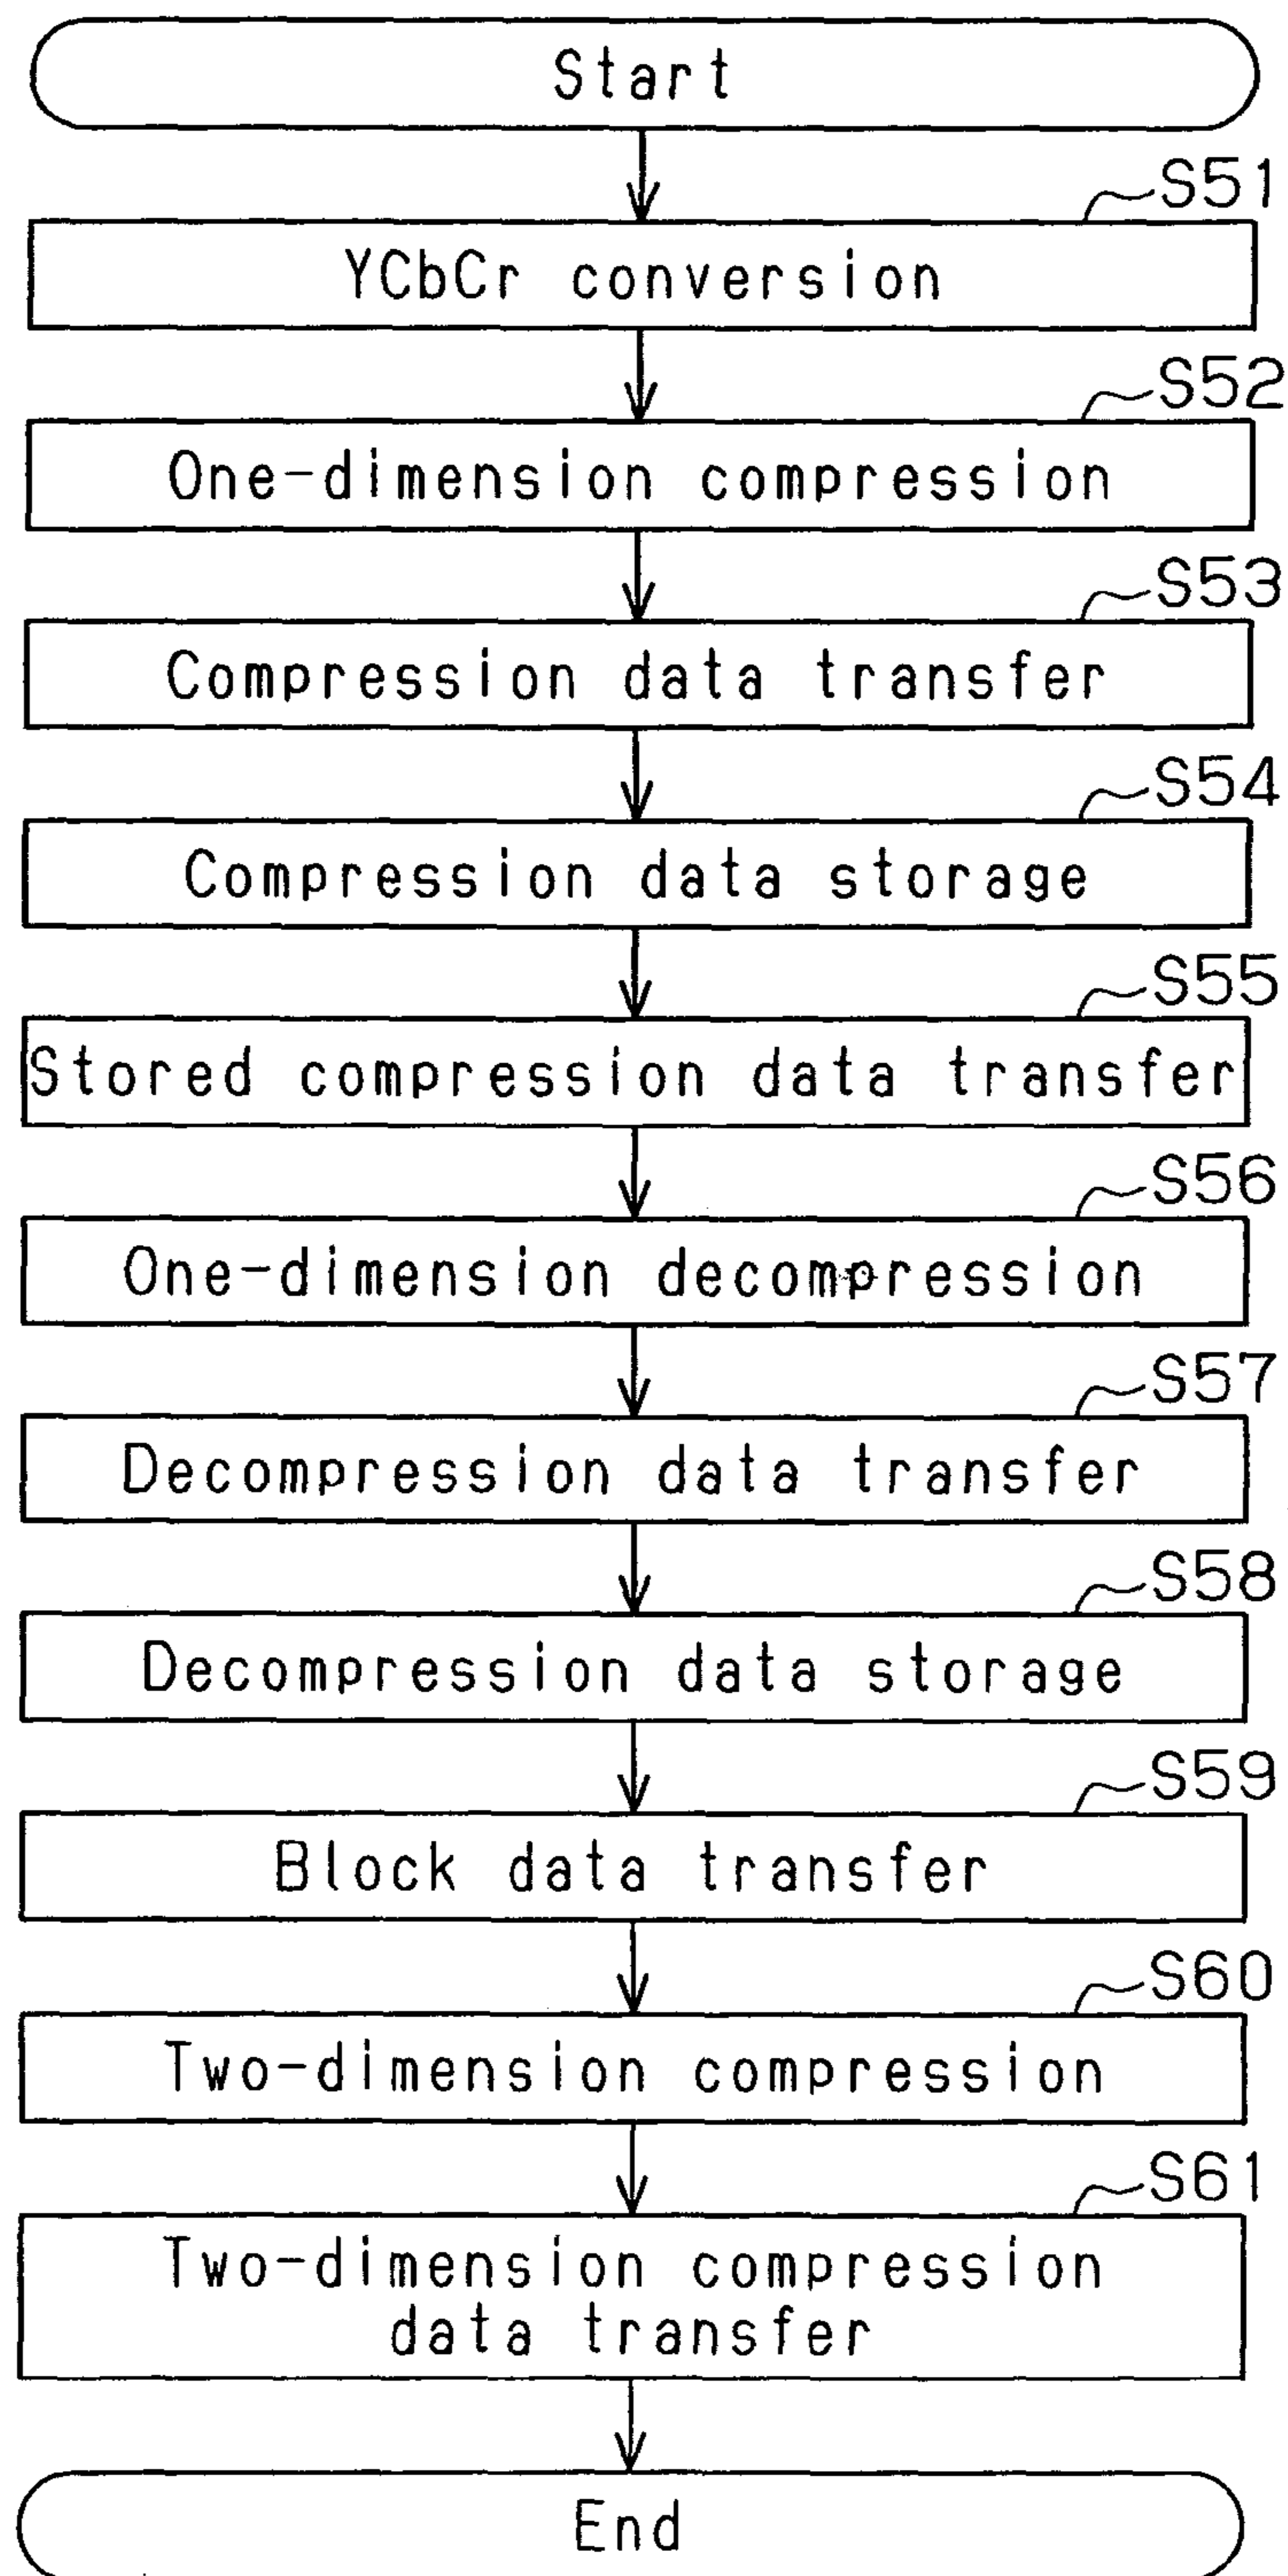 Start
S51
YCbCr conversion
S52
One-dimension compression
S53
Compression data transfer
S54
Compression data storage
S55
Stored compression data transfer
S56
One-dimension decompression
S57
Decompression data transfer
S58
Decompression data storage
S59
Block data transfer
S60
Two-dimension compression
S61
Two-dimension compression
data transfer
End